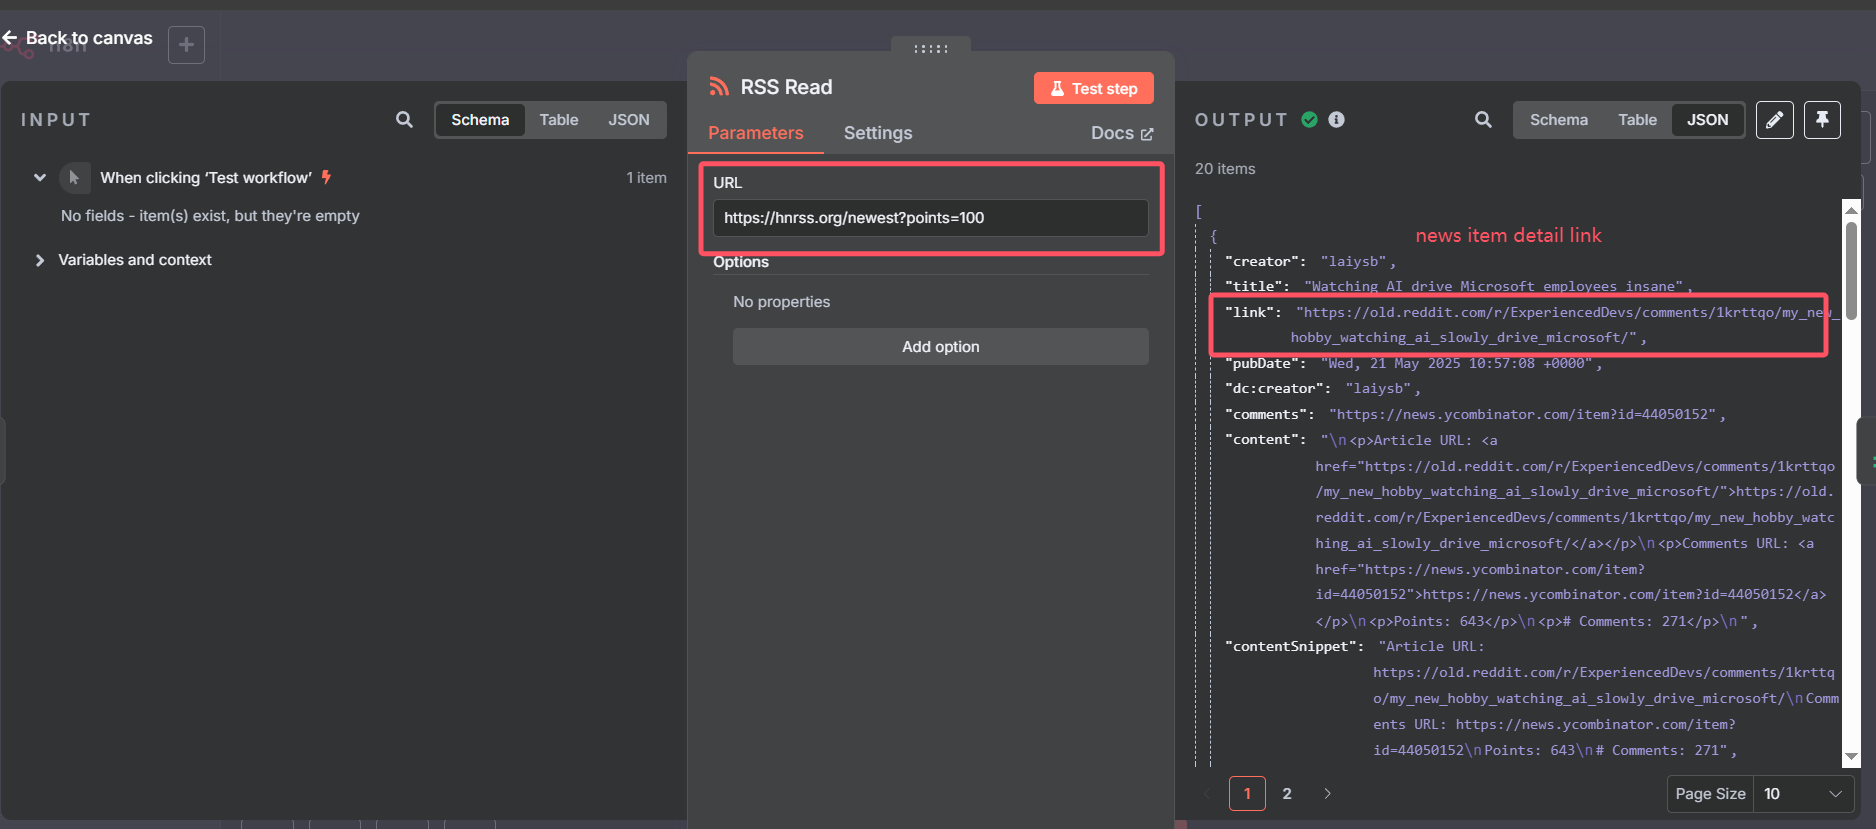 Back to canvas
n8n
INPUT
Schema
Table
JSON
When clicking ‘Test workflow’
1 item
No fields - item(s) exist, but they're empty
Variables and context
RSS Read
Test step
Parameters
Settings
Docs
URL
https://hnrss.org/newest?points=100
Options
No properties
Add option
OUTPUT
Schema
Table
JSON
20 items
[
{
news item detail link
"creator": "laiysb",
"title": "Watching AI drive Microsoft employees insane",
"link": "https://old.reddit.com/r/ExperiencedDevs/comments/1krttqo/my_new_
hobby_watching_ai_slowly_drive_microsoft/",
"pubDate": "Wed, 21 May 2025 10:57:08 +0000",
"dc:creator": "laiysb",
"comments": "https://news.ycombinator.com/item?id=44050152",
"content": "\n<p>Article URL: <a
href="https://old.reddit.com/r/ExperiencedDevs/comments/1krttqo
/my_new_hobby_watching_ai_slowly_drive_microsoft/">https://old.
reddit.com/r/ExperiencedDevs/comments/1krttqo/my_new_hobby_watc
hing_ai_slowly_drive_microsoft/</a></p>\n<p>Comments URL: <a
href="https://news.ycombinator.com/item?
id=44050152">https://news.ycombinator.com/item?id=44050152</a>
</p>\n<p>Points: 643</p>\n<p># Comments: 271</p>\n",
"contentSnippet": "Article URL:
https://old.reddit.com/r/ExperiencedDevs/comments/1krttq
o/my_new_hobby_watching_ai_slowly_drive_microsoft/\nComm
ents URL: https://news.ycombinator.com/item?
id=44050152\nPoints: 643\n# Comments: 271",
1
2
Page Size
10